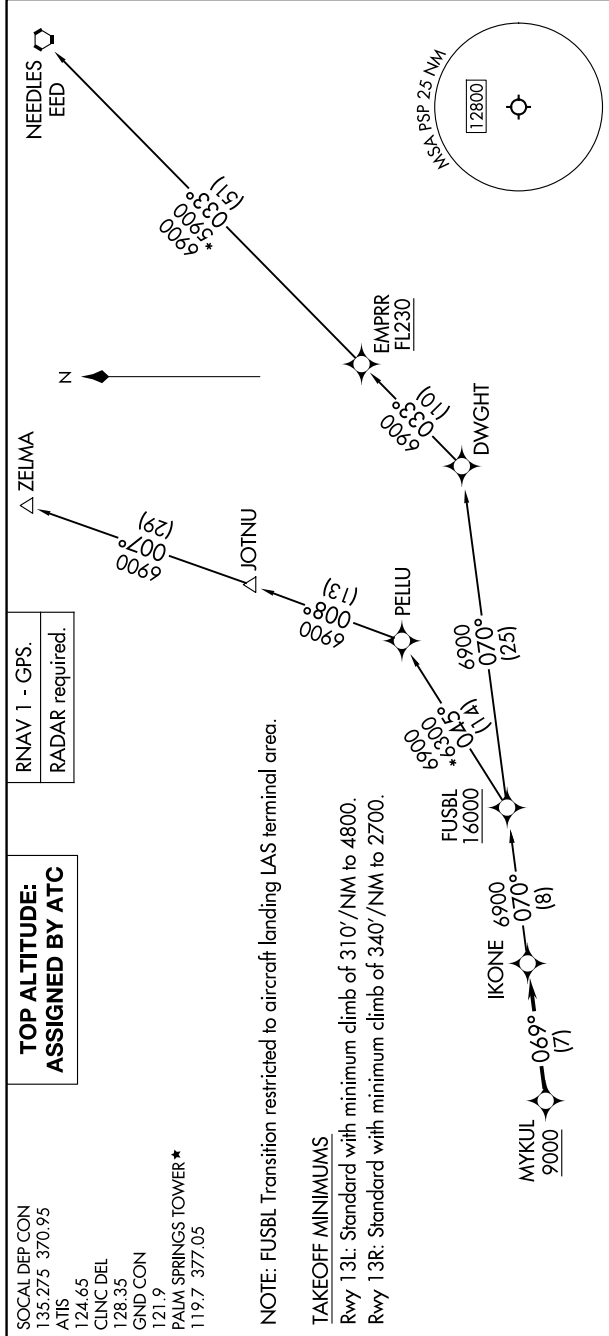 SOCAL DEP CON
135.275 370.95
ATIS
124.65
CLNC DEL
128.35
GND CON
121.9
PALM SPRINGS TOWER★
119.7 377.05
TOP ALTITUDE:
ASSIGNED BY ATC
RNAV 1 - GPS.
RADAR required.
NOTE: FUSBL Transition restricted to aircraft landing LAS terminal area.
TAKEOFF MINIMUMS
Rwy 13L: Standard with minimum climb of 310'/NM to 4800.
Rwy 13R: Standard with minimum climb of 340'/NM to 2700.
MYKUL
9000
069°
(7)
IKONE
6900
070°
(8)
FUSBL
16000
6900
*6300
045°
(14)
PELLU
6900
008°
(13)
JOTNU
6900
007°
(29)
ZELMA
6900
070°
(25)
DWGHT
6900
033°
(10)
EMPRR
FL230
6900
*5900
033°
(51)
NEEDLES
EED
N
MSA PSP 25 NM
12800